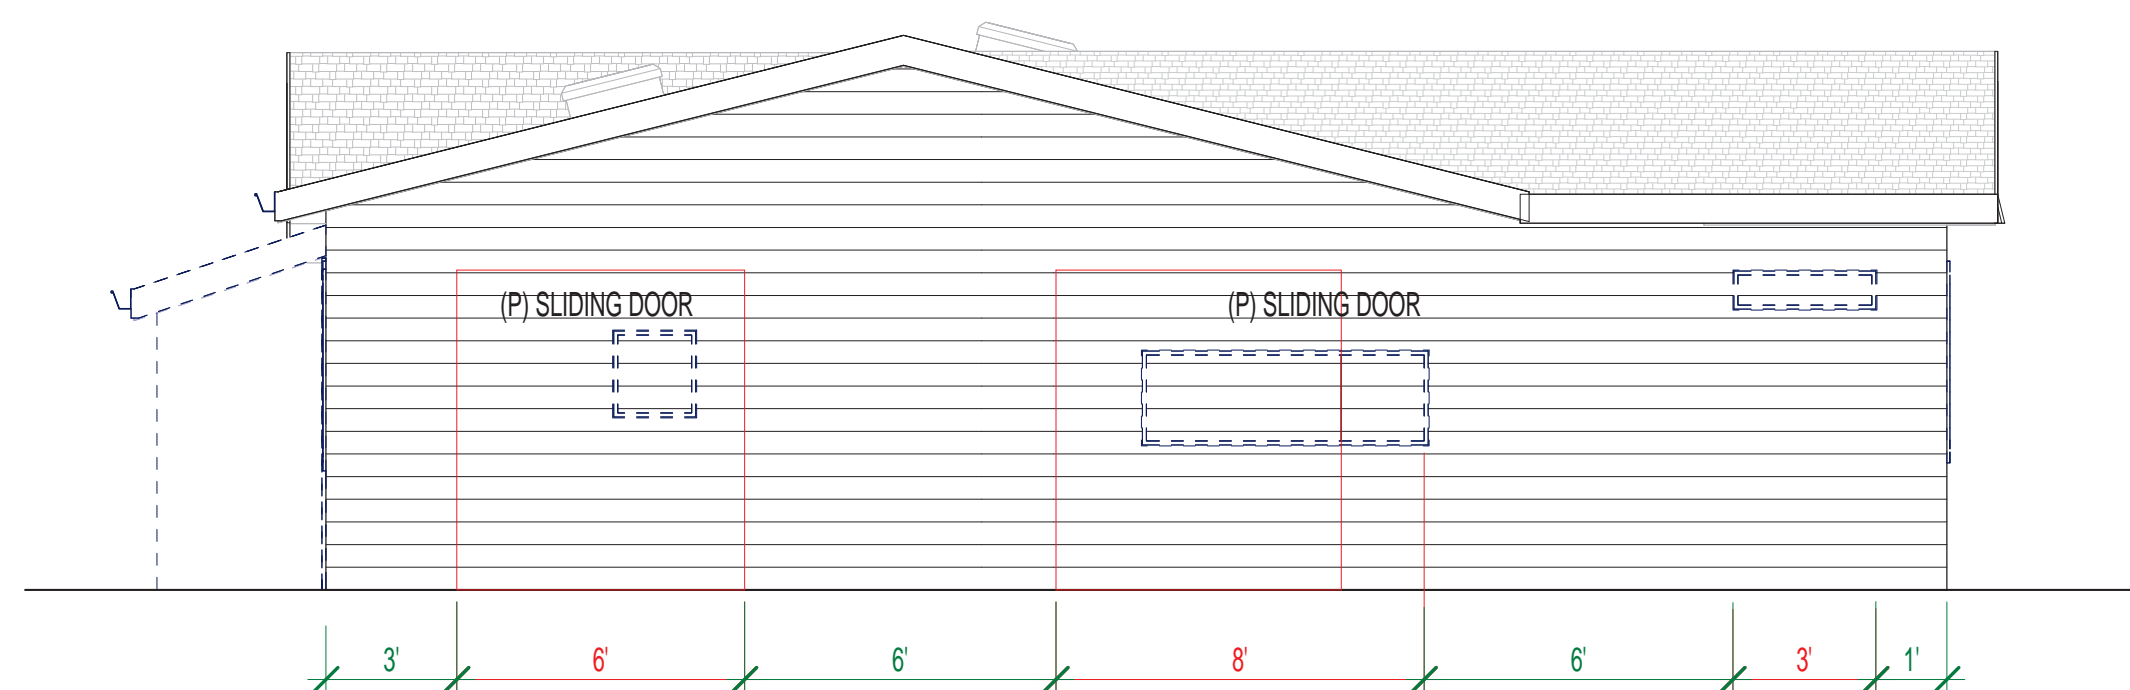 (P) SLIDING DOOR (P) SLIDING DOOR
3' 6' 6' 8' 6' 3' 1'